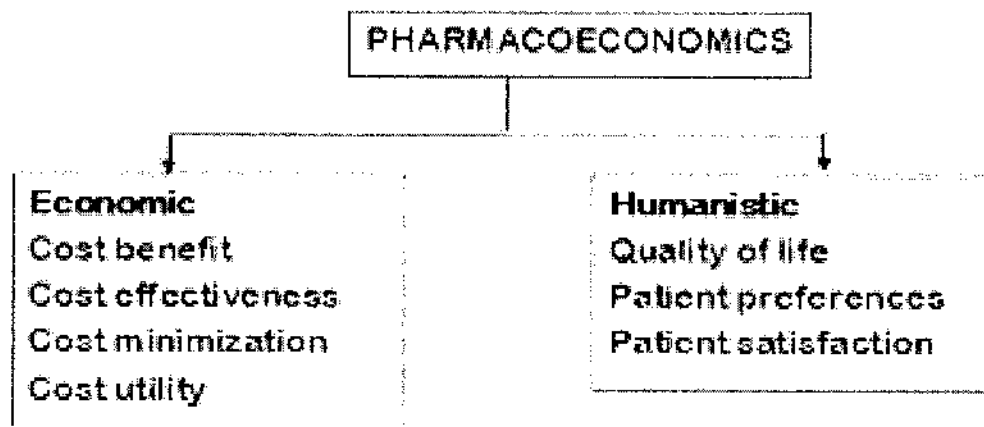 PHARMACOECONOMICS
Economic
Cost benefit
Cost effectiveness
Cost minimization
Cost utility
Humanistic
Quality of life
Patient preferences
Patient satisfaction